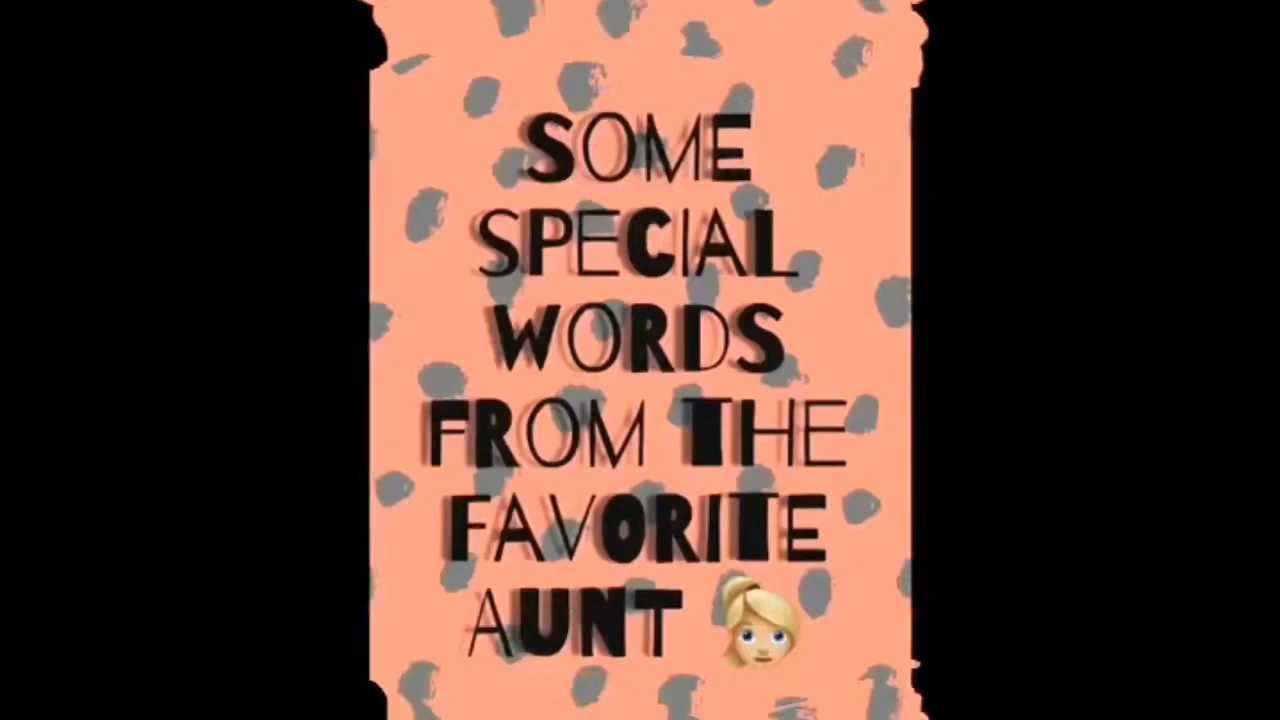 SOME
SPECIAL
WORDS
FROM THE
FAVORITE
AUNT